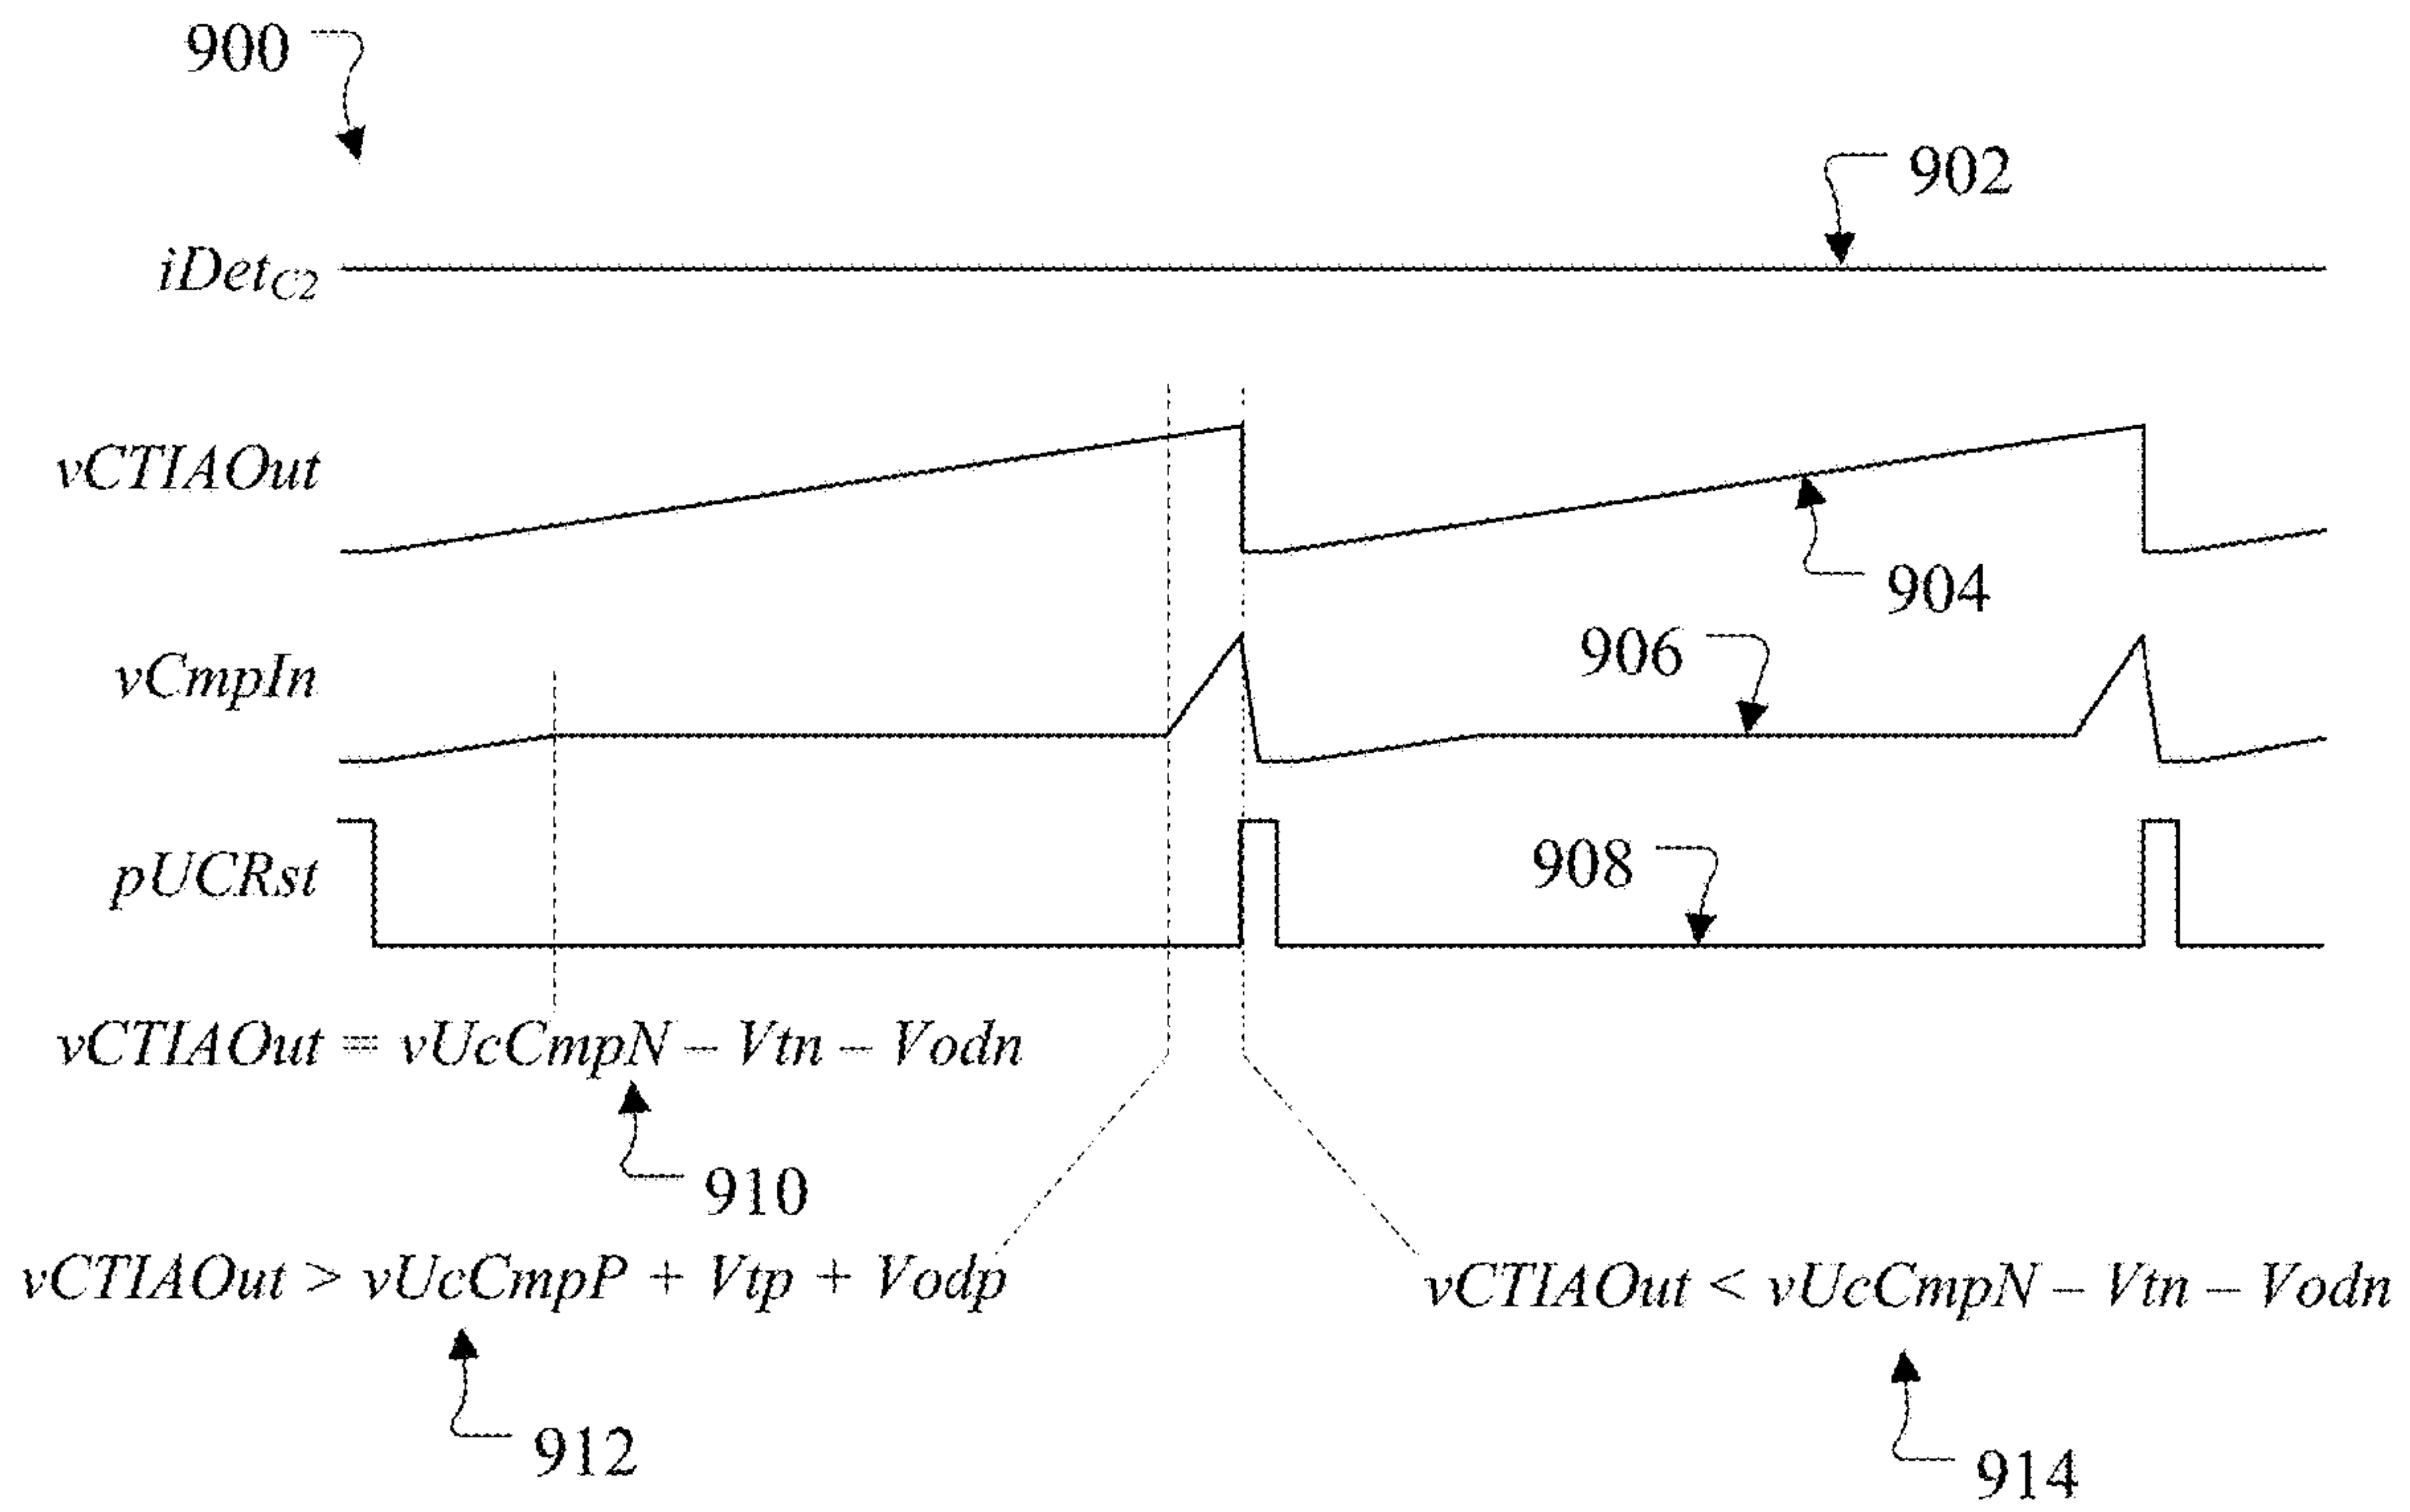 900
902
iDetC2
vCTIAOut
904
906
vCmpIn
908
pUCRst
vCTIAOut = vUcCmpN – Vtn – Vodn
910
vCTIAOut > vUcCmpP + Vtp + Vodp
vCTIAOut < vUcCmpN – Vtn – Vodn
912
914